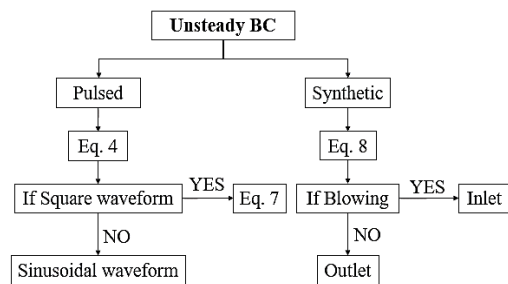 Unsteady BC
Pulsed
Synthetic
Eq. 4
Eq. 8
If Square waveform
YES
Eq. 7
If Blowing
YES
Inlet
NO
NO
Sinusoidal waveform
Outlet